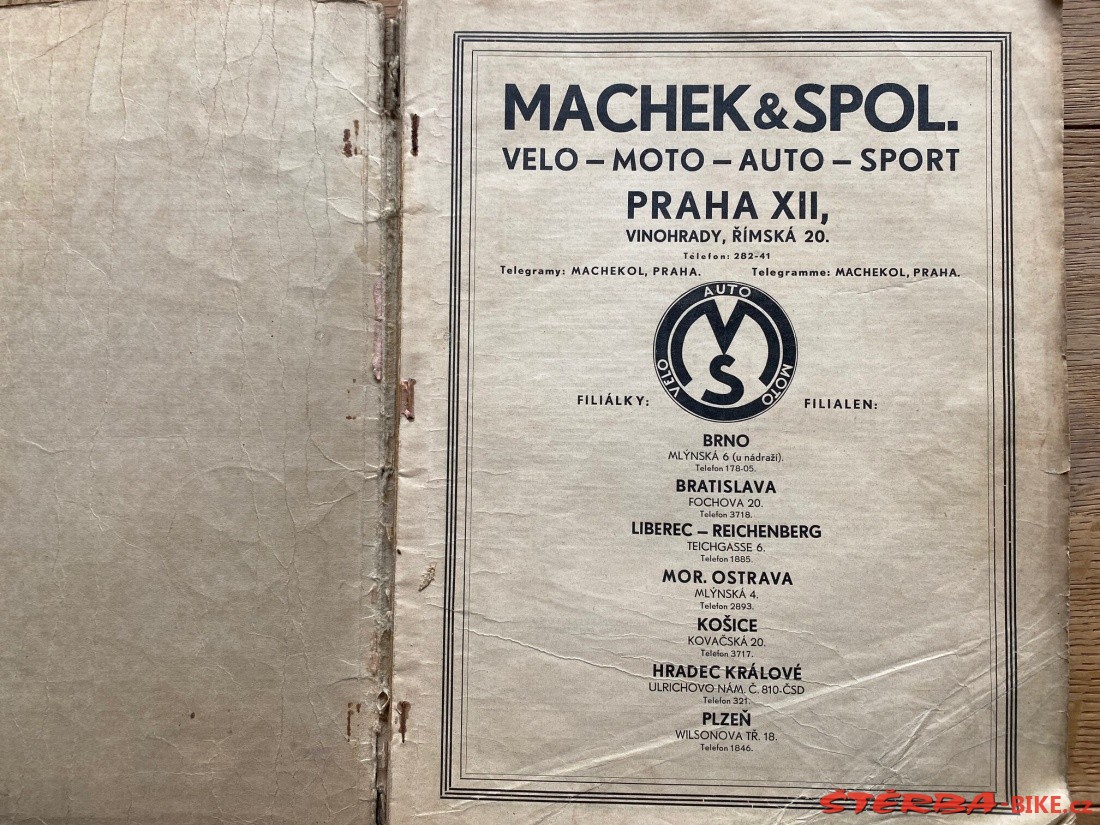 MACHEK & SPOL.
VELO – MOTO – AUTO – SPORT
PRAHA XII,
VINOHRADY, ŘÍMSKÁ 20.
Télefon: 282-41
Telegramy: MACHEKOL, PRAHA. Telegramme: MACHEKOL, PRAHA.
AUTO
VELO MS MOTO
FILIÁLKY: FILIALEN:
BRNO
MLÝNSKÁ 6 (u nádraží).
Telefon 178-05.
BRATISLAVA
FOCHOVA 20.
Telefon 3718.
LIBEREC – REICHENBERG
TEICHGASSE 6.
Telefon 1885.
MOR. OSTRAVA
MLÝNSKÁ 4.
Telefon 2893.
KOŠICE
KOVAČSKÁ 20.
Telefon 3717.
HRADEC KRÁLOVÉ
ULRICHOVO NÁM. Č. 810-ČSD
Telefon 321.
PLZEŇ
WILSONOVA TŘ. 18.
Telefon 1846.
ŠTĚRBA-BIKE.cz